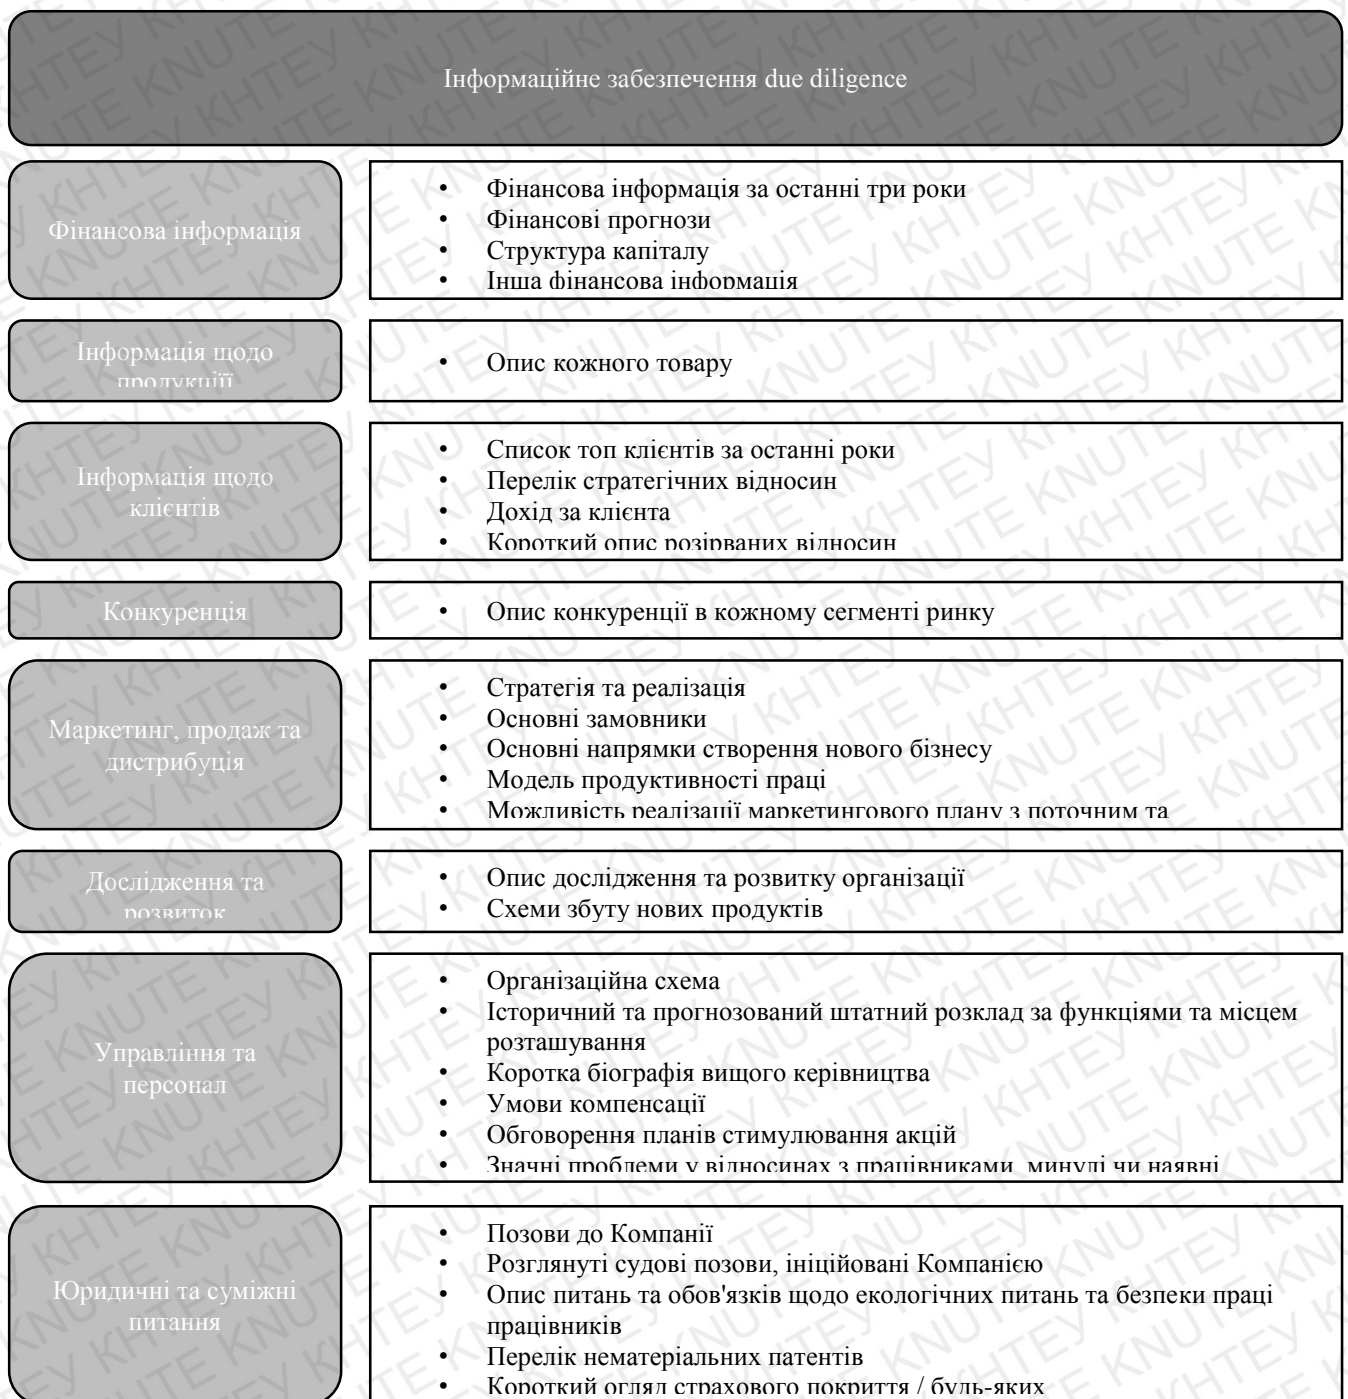 Інформаційне забезпечення due diligence
Фінансова інформація
• Фінансова інформація за останні три роки
• Фінансові прогнози
• Структура капіталу
• Інша фінансова інформація
Інформація щодо
продукціїї
• Опис кожного товару
Інформація щодо
клієнтів
• Список топ клієнтів за останні роки
• Перелік стратегічних відносин
• Дохід за клієнта
• Короткий опис розірваних відносин
Конкуренція
• Опис конкуренції в кожному сегменті ринку
Маркетинг, продаж та
дистрибуція
• Стратегія та реалізація
• Основні замовники
• Основні напрямки створення нового бізнесу
• Модель продуктивності праці
• Можливість реалізації маркетингового плану з поточним та
Дослідження та
розвиток
• Опис дослідження та розвитку організації
• Схеми збуту нових продуктів
Управління та
персонал
• Організаційна схема
• Історичний та прогнозований штатний розклад за функціями та місцем
розташування
• Коротка біографія вищого керівництва
• Умови компенсації
• Обговорення планів стимулювання акцій
• Значні проблеми у відносинах з працівниками, минулі чи наявні
Юридичні та суміжні
питання
• Позови до Компанії
• Розглянуті судові позови, ініційовані Компанією
• Опис питань та обов'язків щодо екологічних питань та безпеки праці
працівників
• Перелік нематеріальних патентів
• Короткий огляд страхового покриття / будь-яких